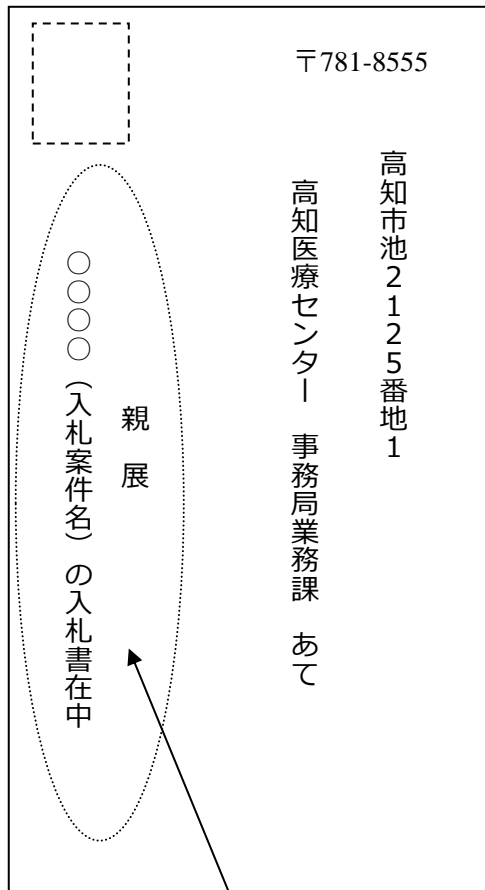 〒781-8555
高知市池2125番地1
高知医療センター　事務局業務課　あて
親　展
○○○○（入札案件名）の入札書在中